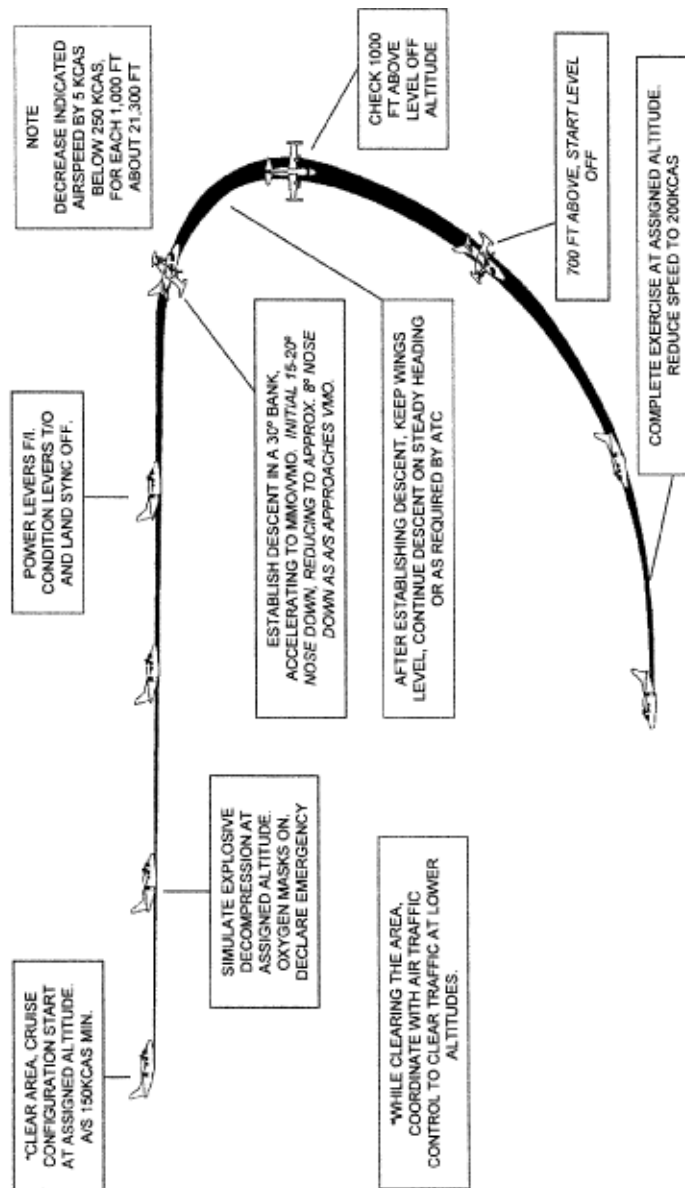 *CLEAR AREA, CRUISE
CONFIGURATION START
AT ASSIGNED ALTITUDE.
A/S 150KCAS MIN.
SIMULATE EXPLOSIVE
DECOMPRESSION AT
ASSIGNED ALTITUDE.
OXYGEN MASKS ON.
DECLARE EMERGENCY
POWER LEVERS F/I.
CONDITION LEVERS T/O
AND LAND SYNC OFF.
ESTABLISH DESCENT IN A 30º BANK,
ACCELERATING TO MMO/VMO. INITIAL 15-20º
NOSE DOWN, REDUCING TO APPROX. 8º NOSE
DOWN AS A/S APPROACHES VMO.
NOTE
DECREASE INDICATED
AIRSPEED BY 5 KCAS
BELOW 250 KCAS,
FOR EACH 1,000 FT
ABOUT 21,300 FT
AFTER ESTABLISHING DESCENT, KEEP WINGS
LEVEL, CONTINUE DESCENT ON STEADY HEADING
OR AS REQUIRED BY ATC
CHECK 1000
FT ABOVE
LEVEL OFF
ALTITUDE
700 FT ABOVE, START LEVEL
OFF
COMPLETE EXERCISE AT ASSIGNED ALTITUDE.
REDUCE SPEED TO 200KCAS
*WHILE CLEARING THE AREA,
COORDINATE WITH AIR TRAFFIC
CONTROL TO CLEAR TRAFFIC AT LOWER
ALTITUDES.